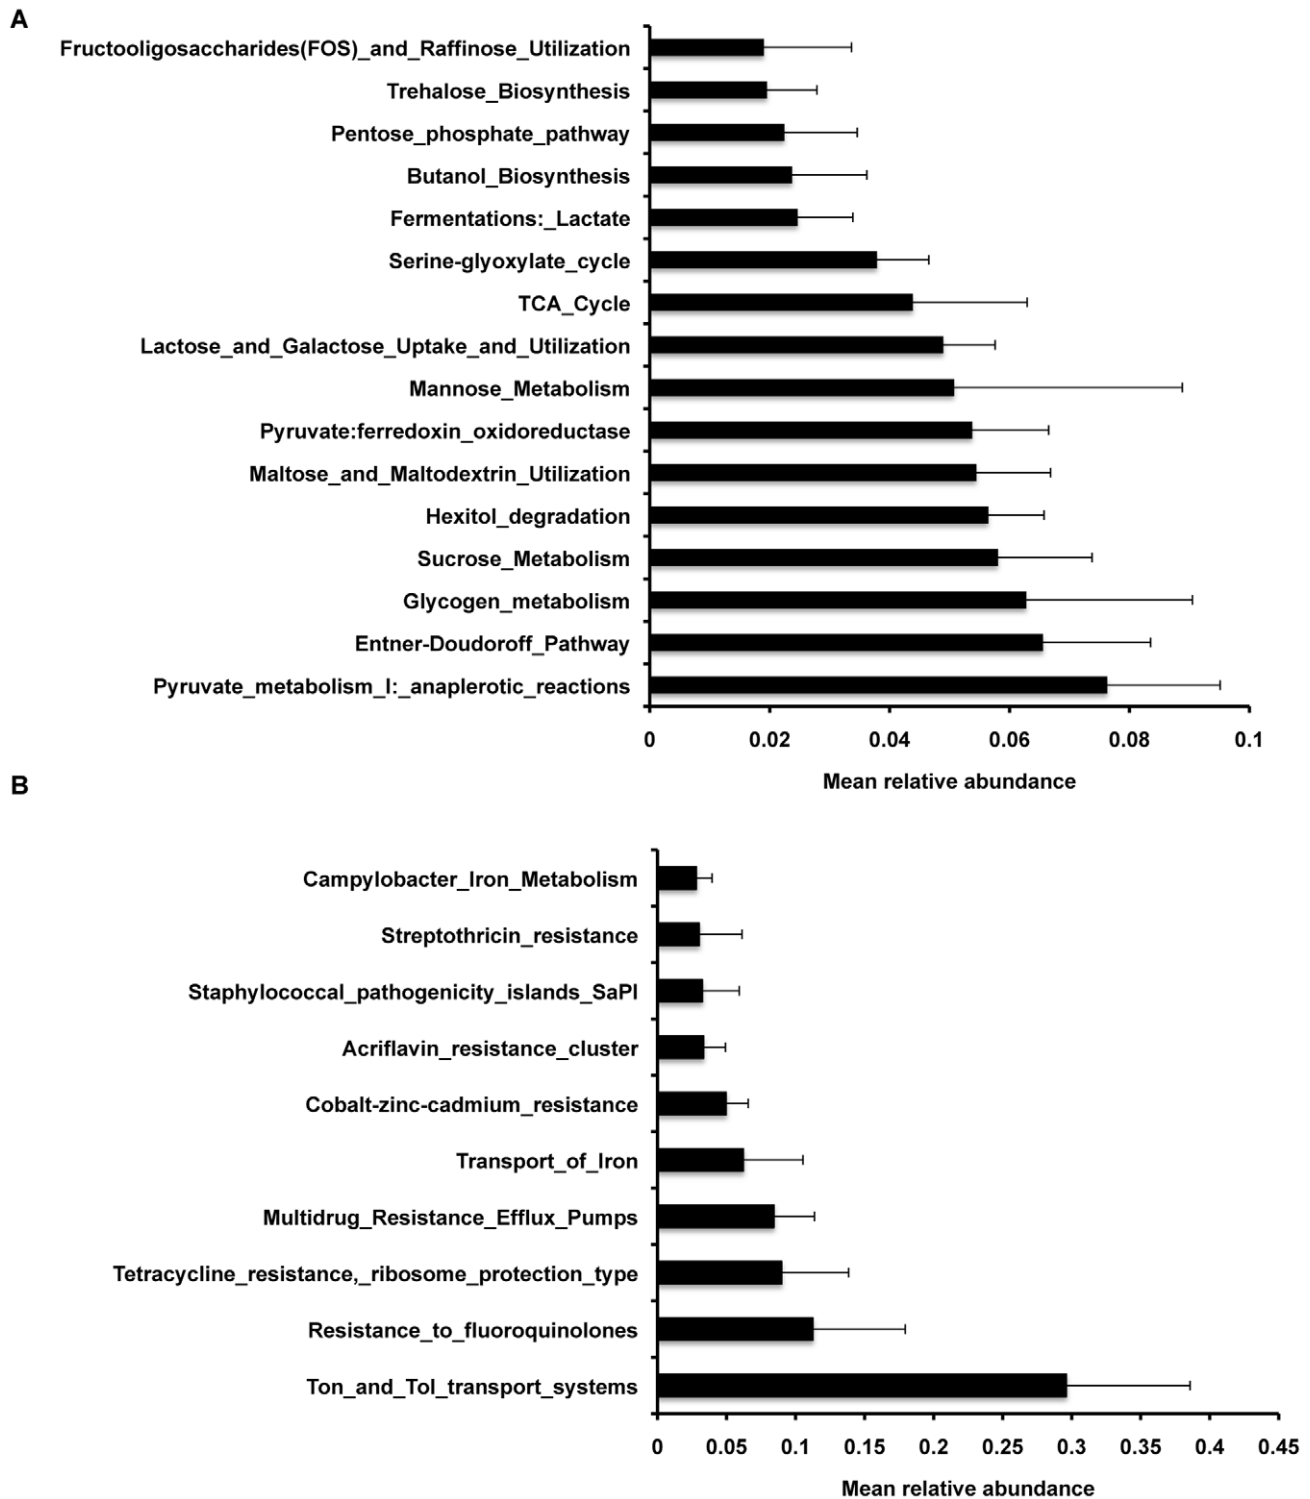 A
Fructooligosaccharides(FOS)_and_Raffinose_Utilization
Trehalose_Biosynthesis
Pentose_phosphate_pathway
Butanol_Biosynthesis
Fermentations:_Lactate
Serine-glyoxylate_cycle
TCA_Cycle
Lactose_and_Galactose_Uptake_and_Utilization
Mannose_Metabolism
Pyruvate:ferredoxin_oxidoreductase
Maltose_and_Maltodextrin_Utilization
Hexitol_degradation
Sucrose_Metabolism
Glycogen_metabolism
Entner-Doudoroff_Pathway
Pyruvate_metabolism_I:_anaplerotic_reactions
0 0.02 0.04 0.06 0.08 0.1
Mean relative abundance
B
Campylobacter_Iron_Metabolism
Streptothricin_resistance
Staphylococcal_pathogenicity_islands_SaPI
Acriflavin_resistance_cluster
Cobalt-zinc-cadmium_resistance
Transport_of_Iron
Multidrug_Resistance_Efflux_Pumps
Tetracycline_resistance,_ribosome_protection_type
Resistance_to_fluoroquinolones
Ton_and_Tol_transport_systems
0 0.05 0.1 0.15 0.2 0.25 0.3 0.35 0.4 0.45
Mean relative abundance